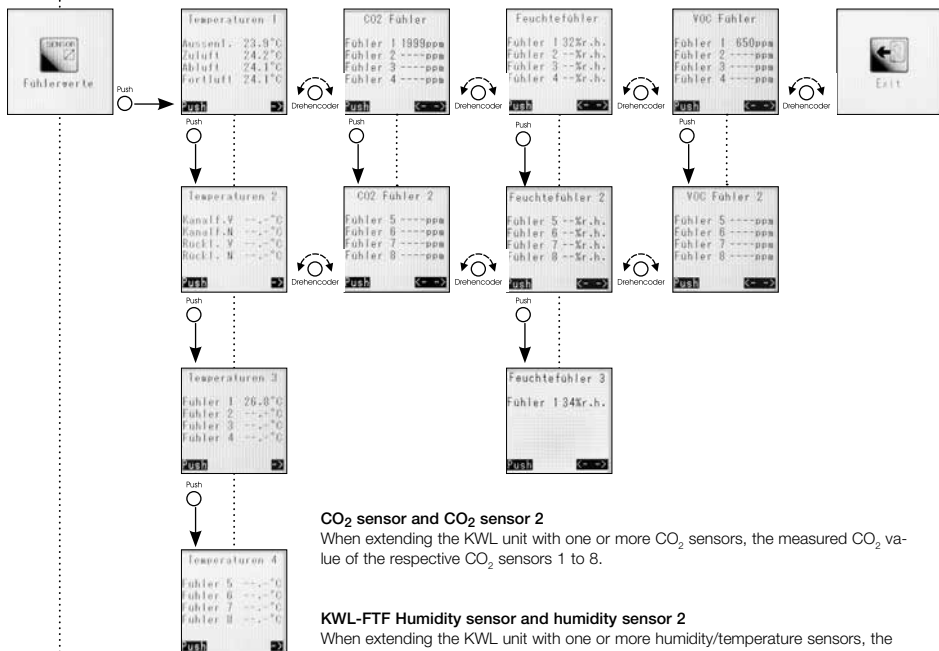 SENSOR
Fühlerwerte
Push
Temperaturen 1
Aussenl. 23.9°C
Zuluft 24.2°C
Abluft 24.1°C
Fortluft 24.1°C
Push ->
Drehencoder
CO2 Fühler
Fühler 1 1999ppm
Fühler 2 ----ppm
Fühler 3 ----ppm
Fühler 4 ----ppm
Push <- ->
Drehencoder
Feuchtefühler
Fühler 1 32%r.h.
Fühler 2 --%r.h.
Fühler 3 --%r.h.
Fühler 4 --%r.h.
Push <- ->
Drehencoder
VOC Fühler
Fühler 1 650ppm
Fühler 2 ----ppm
Fühler 3 ----ppm
Fühler 4 ----ppm
Push <- ->
Drehencoder
Exit
Push
Push
Push
Push
Temperaturen 2
Kanalf.V --.-°C
Kanalf.N --.-°C
Rückl. V --.-°C
Rückl. N --.-°C
Push ->
Drehencoder
CO2 Fühler 2
Fühler 5 ----ppm
Fühler 6 ----ppm
Fühler 7 ----ppm
Fühler 8 ----ppm
Push <- ->
Drehencoder
Feuchtefühler 2
Fühler 5 --%r.h.
Fühler 6 --%r.h.
Fühler 7 --%r.h.
Fühler 8 --%r.h.
Push <- ->
Drehencoder
VOC Fühler 2
Fühler 5 ----ppm
Fühler 6 ----ppm
Fühler 7 ----ppm
Fühler 8 ----ppm
Push <- ->
Push
Push
Temperaturen 3
Fühler 1 26.8°C
Fühler 2 --.-°C
Fühler 3 --.-°C
Fühler 4 --.-°C
Push ->
Feuchtefühler 3
Fühler 1 34%r.h.
Push <- ->
Push
Temperaturen 4
Fühler 5 --.-°C
Fühler 6 --.-°C
Fühler 7 --.-°C
Fühler 8 --.-°C
Push ->
CO₂ sensor and CO₂ sensor 2
When extending the KWL unit with one or more CO₂ sensors, the measured CO₂ va-
lue of the respective CO₂ sensors 1 to 8.
KWL-FTF Humidity sensor and humidity sensor 2
When extending the KWL unit with one or more humidity/temperature sensors, the